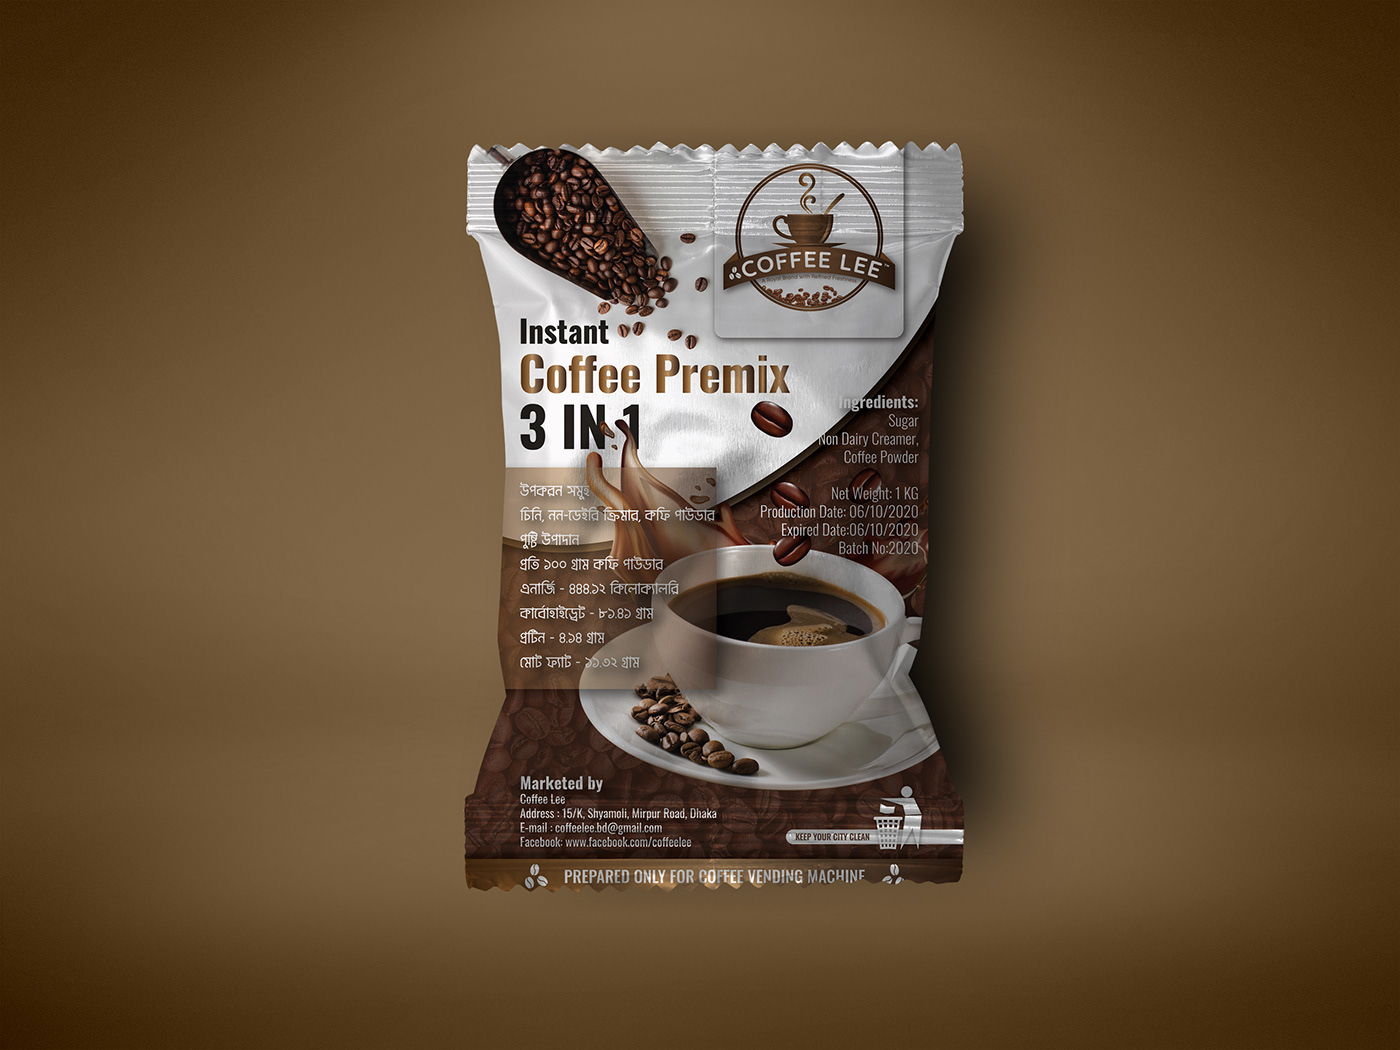 COFFEE LEE™
Instant
Coffee Premix
3 IN 1
Ingredients:
Sugar
Non Dairy Creamer,
Coffee Powder
Net Weight: 1 KG
Production Date: 06/10/2020
Expired Date:06/10/2020
Batch No:2020
উপকরন সমুহ
চিনি, নন-ডেইরি ক্রিমার, কফি পাউডার
পুষ্টি উপাদান
প্রতি ১০০ গ্রাম কফি পাউডার
এনার্জি - ৪৪৪.১২ কিলোক্যালরি
কার্বোহাইড্রেট - ৮১.৪১ গ্রাম
প্রটিন - ৪.১৪ গ্রাম
মোট ফ্যাট - ১১.৩২ গ্রাম
Marketed by
Coffee Lee
Address : 15/K, Shyamoli, Mirpur Road, Dhaka
E-mail : coffeelee.bd@gmail.com
Facebook: www.facebook.com/coffeelee
KEEP YOUR CITY CLEAN
PREPARED ONLY FOR COFFEE VENDING MACHINE